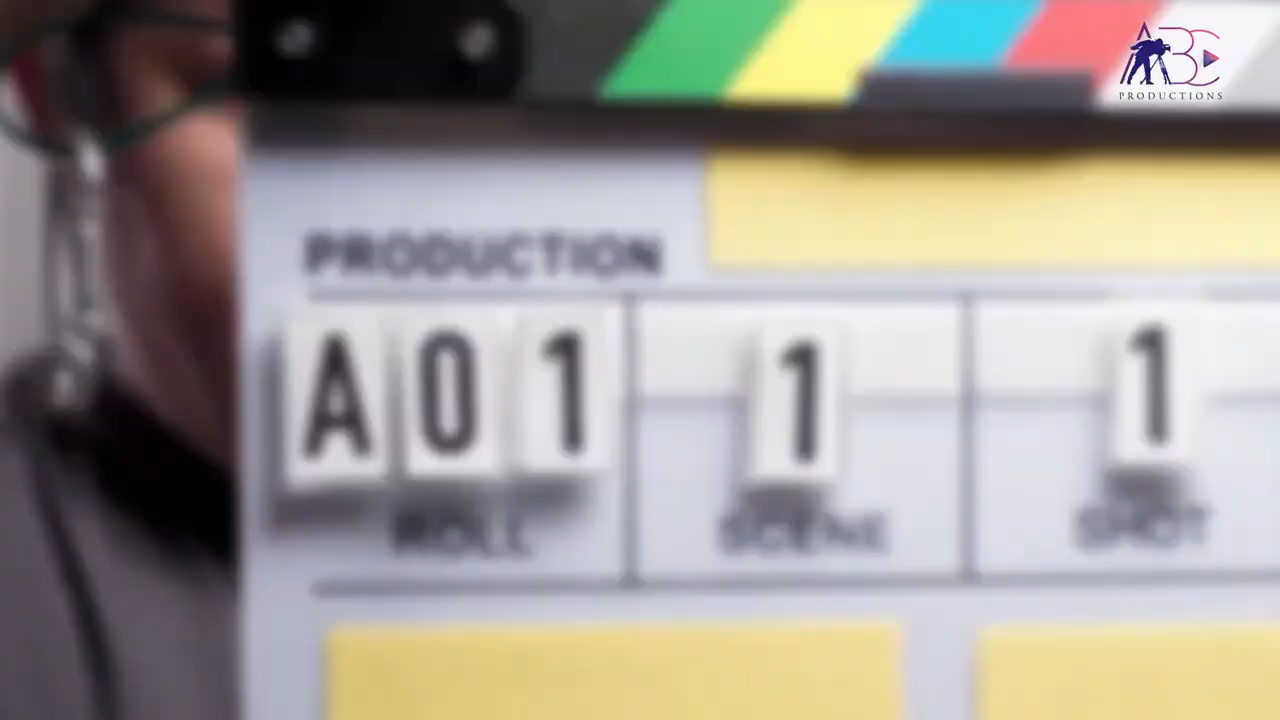 ABC
PRODUCTIONS
PRODUCTION
A01 1 1
ROLL SCENE SHOT